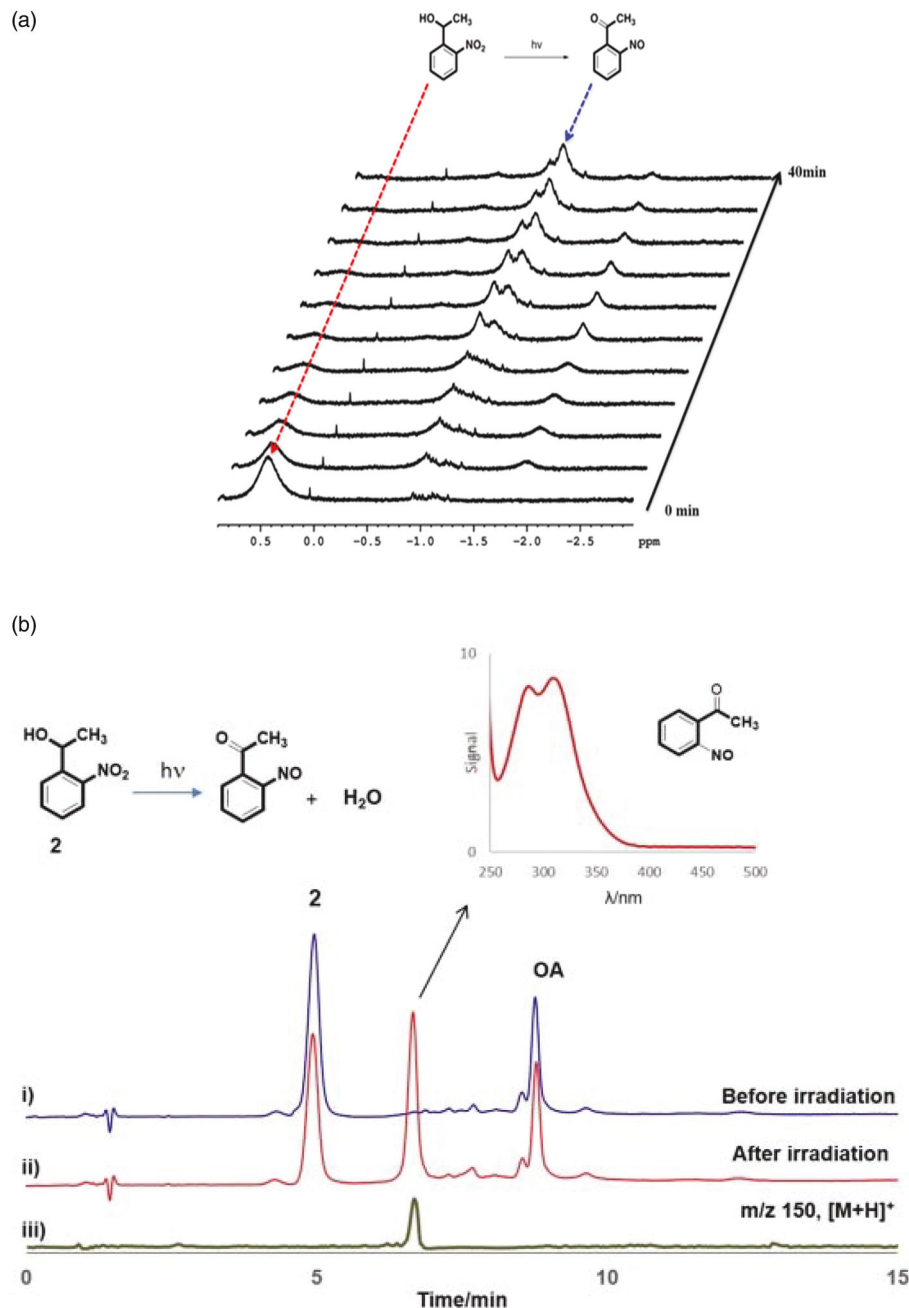 (a)
HO
CH₃
NO₂
hν
O
CH₃
NO
40min
0 min
0.5 0.0 -0.5 -1.0 -1.5 -2.0 -2.5 ppm
(b)
HO
CH₃
NO₂
2
hν
O
CH₃
NO
+ H₂O
10
Signal
0
250 300 350 400 450 500
λ/nm
O
CH₃
NO
2
OA
i)
Before irradiation
ii)
After irradiation
iii)
m/z 150, [M+H]⁺
0 5 10 15
Time/min